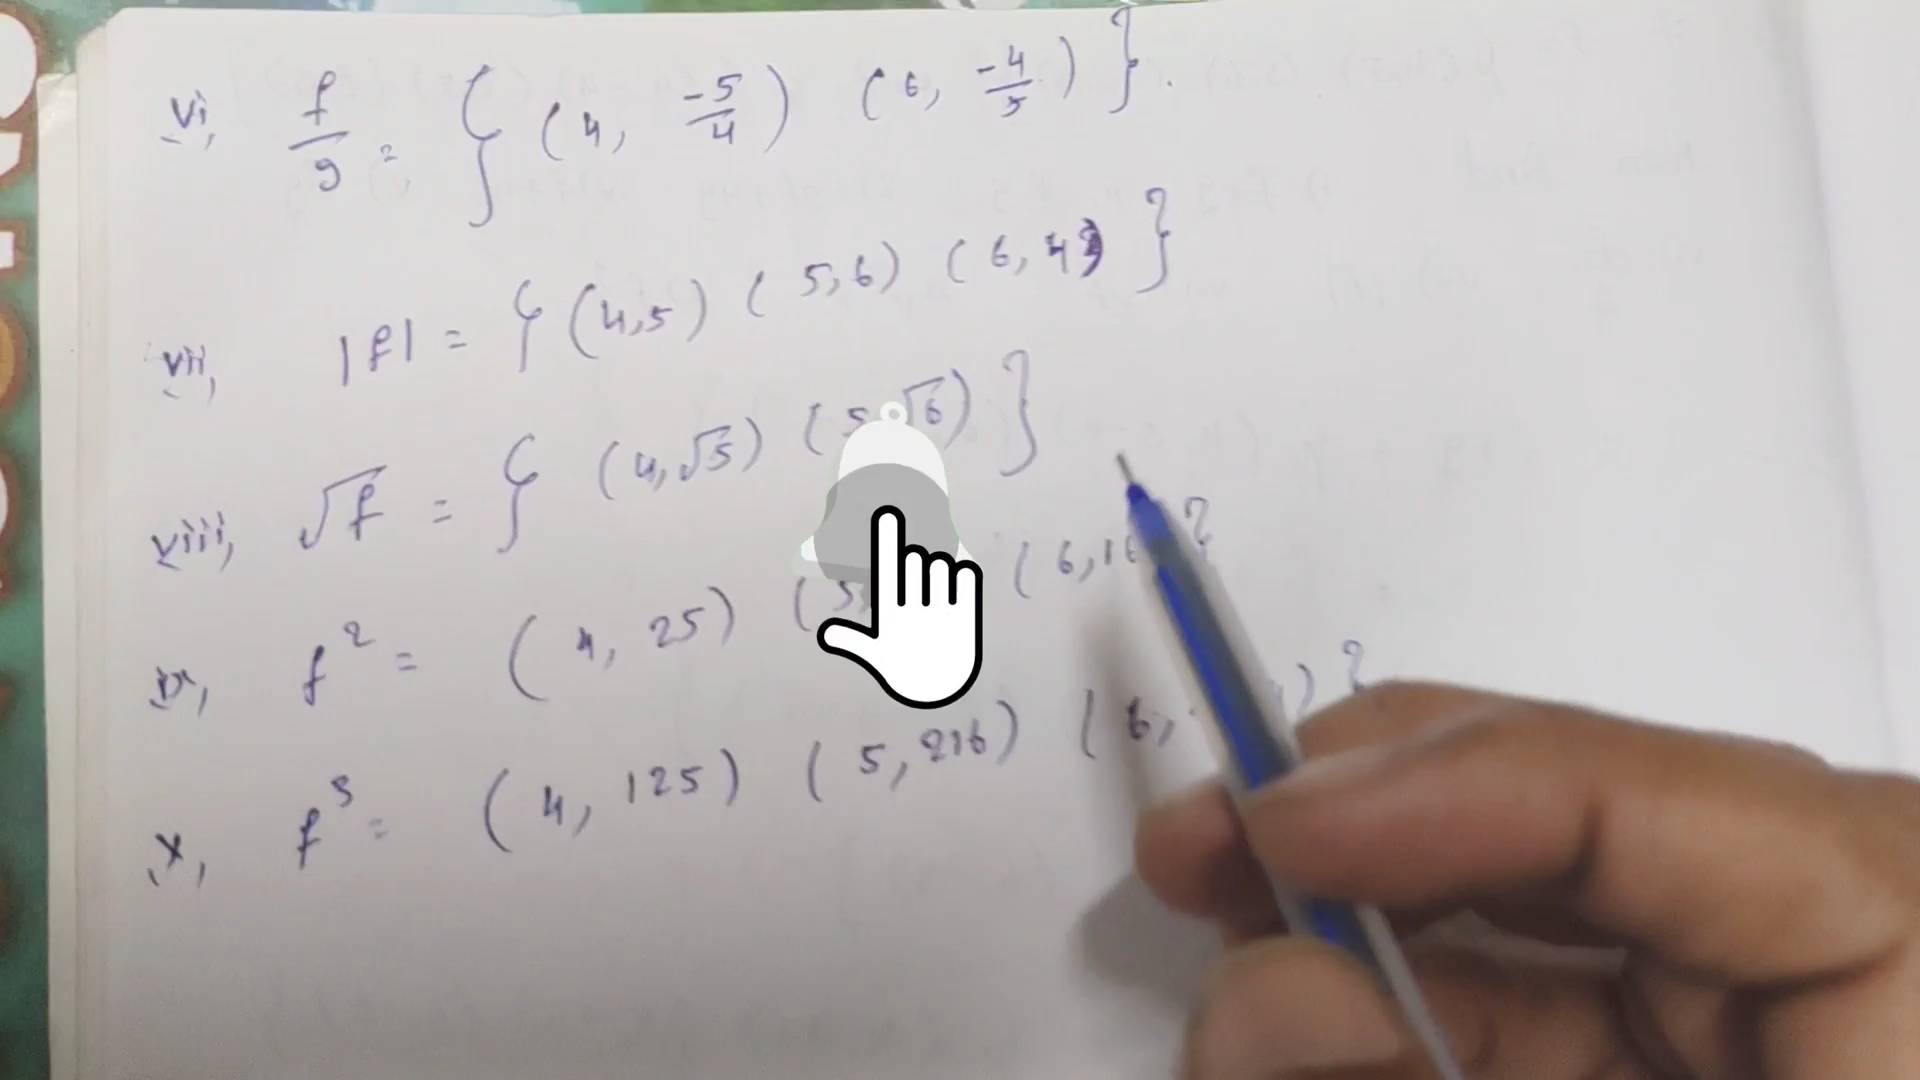 vi, f/g = { (4, -5/4) (6, -4/5) }.
vii, |f| = { (4,5) (5,6) (6,4) }
viii, √f = { (4,√5) (5,√6) }
ix, f² = (4, 25) (5, (6,16 }
x, f³ = (4, 125) (5, 216) (6, ) }